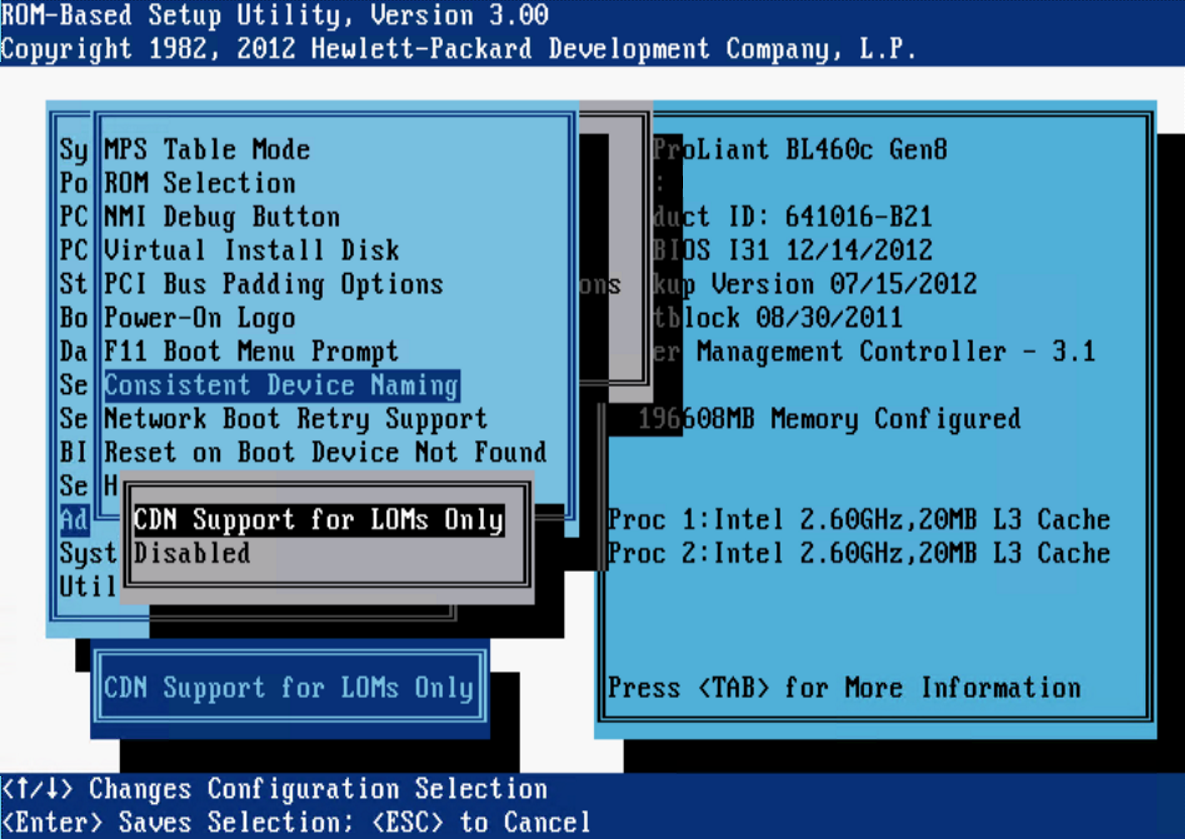 ROM-Based Setup Utility, Version 3.00
Copyright 1982, 2012 Hewlett-Packard Development Company, L.P.
Sy MPS Table Mode
Po ROM Selection
PC NMI Debug Button
PC Virtual Install Disk
St PCI Bus Padding Options
Bo Power-On Logo
Da F11 Boot Menu Prompt
Se Consistent Device Naming
Se Network Boot Retry Support
BI Reset on Boot Device Not Found
Se H
Ad
Syst
Util
CDN Support for LOMs Only
Disabled
CDN Support for LOMs Only
ons
ProLiant BL460c Gen8
:
duct ID: 641016-B21
BIOS I31 12/14/2012
kup Version 07/15/2012
tblock 08/30/2011
er Management Controller - 3.1
196608MB Memory Configured
Proc 1:Intel 2.60GHz,20MB L3 Cache
Proc 2:Intel 2.60GHz,20MB L3 Cache
Press <TAB> for More Information
<↑/↓> Changes Configuration Selection
<Enter> Saves Selection; <ESC> to Cancel